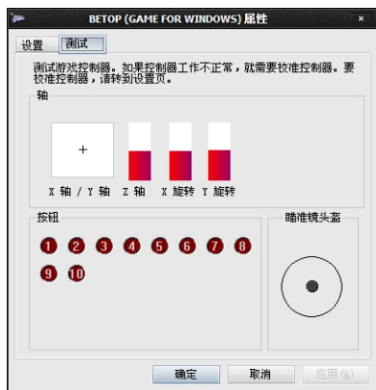 BETOP (GAME FOR WINDOWS) 属性
设置 测试
测试游戏控制器。如果控制器工作不正常，就需要校准控制器。要
校准控制器，请转到设置页。
轴
X 轴 / Y 轴 Z 轴 X 旋转 Y 旋转
按钮 瞄准镜头盔
1 2 3 4 5 6 7 8
9 10
确定 取消 应用(A)